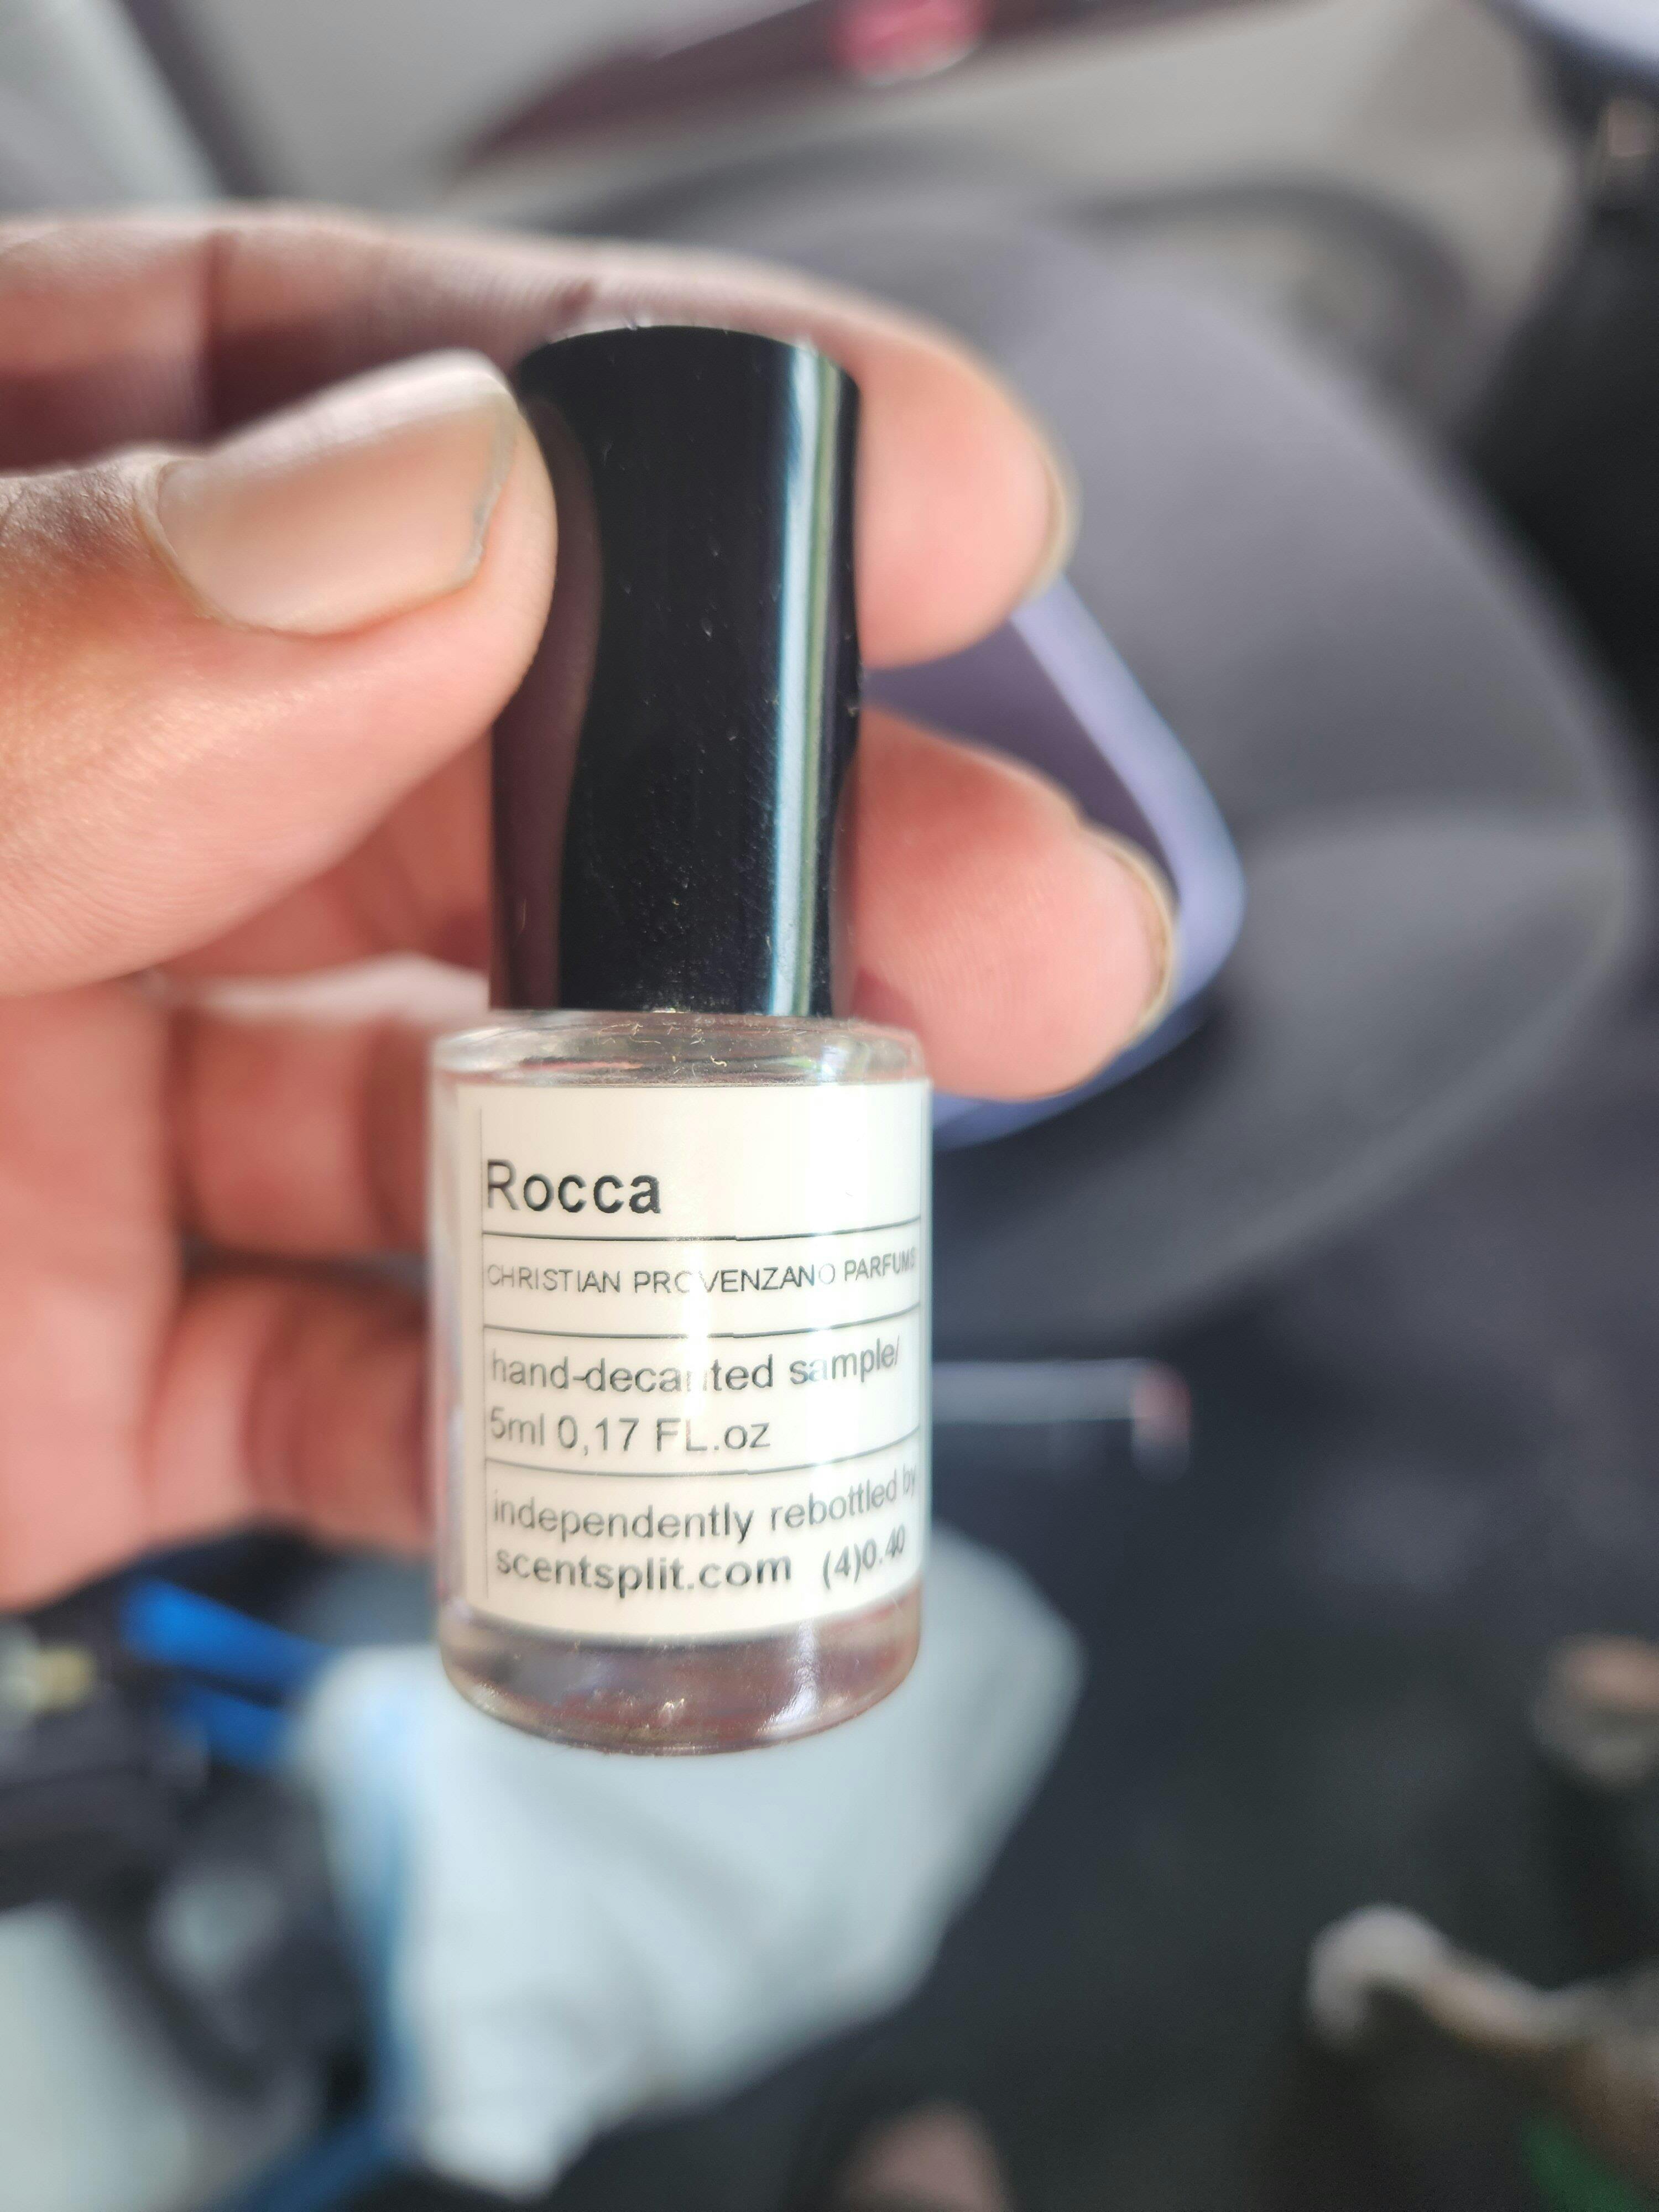 Rocca
CHRISTIAN PROVENZANO PARFUMS
hand-decanted sample/
5ml 0,17 FL.oz
independently rebottled by
scentsplit.com (4)0.40